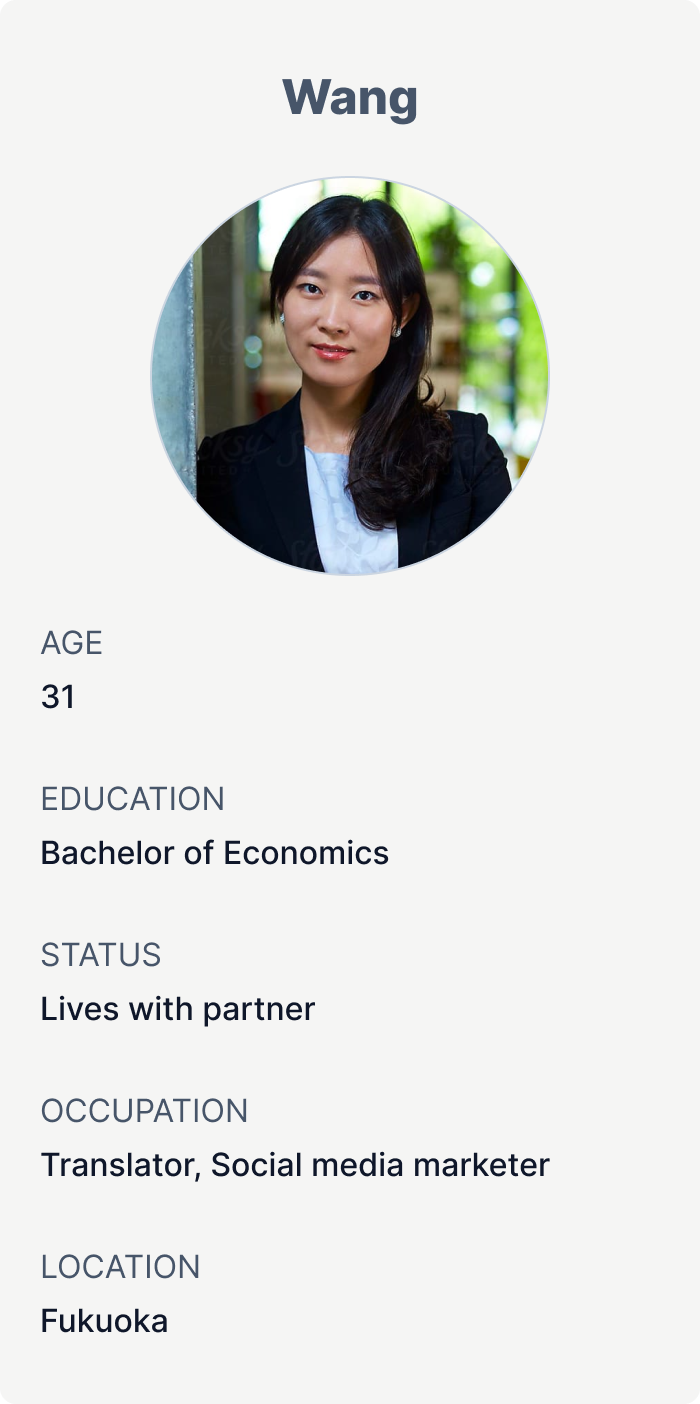 Wang
AGE
31
EDUCATION
Bachelor of Economics
STATUS
Lives with partner
OCCUPATION
Translator, Social media marketer
LOCATION
Fukuoka